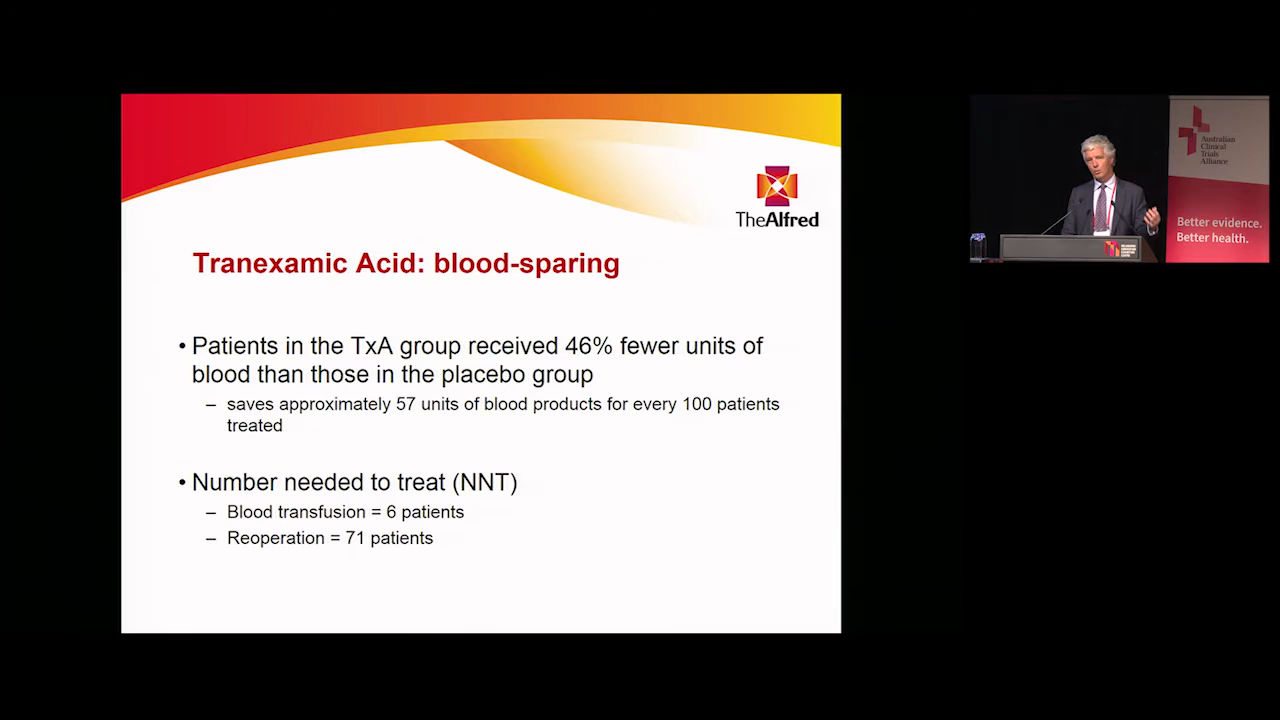 TheAlfred
Tranexamic Acid: blood-sparing
• Patients in the TxA group received 46% fewer units of
blood than those in the placebo group
– saves approximately 57 units of blood products for every 100 patients
treated
• Number needed to treat (NNT)
– Blood transfusion = 6 patients
– Reoperation = 71 patients
Australian
Clinical
Trials
Alliance
Better evidence.
Better health.